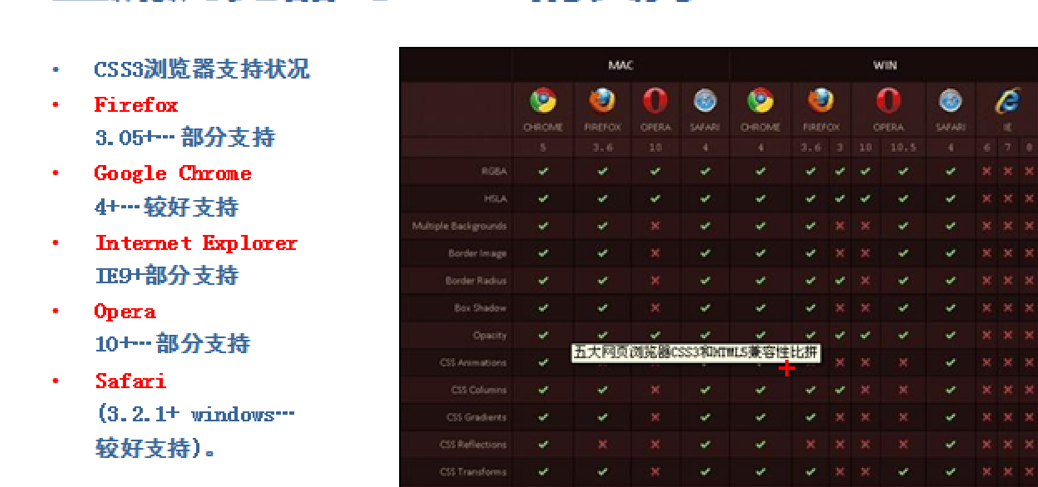 • CSS3浏览器支持状况
• Firefox
3.05+… 部分支持
• Google Chrome
4+…较好支持
• Internet Explorer
IE9+部分支持
• Opera
10+…部分支持
• Safari
(3.2.1+ windows…
较好支持)。
MAC WIN
CHROME FIREFOX OPERA SAFARI CHROME FIREFOX OPERA SAFARI IE
5 3.6 10 4 4 3.6 3 10 10.5 4 6 7 8
RGBA
HSLA
Multiple Backgrounds
Border Image
Border Radius
Box Shadow
Opacity
五大网页浏览器CSS3和HTML5兼容性比拼
CSS Animations
CSS Columns
CSS Gradients
CSS Reflections
CSS Transforms